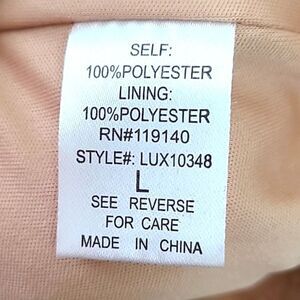 SELF:
100%POLYESTER
LINING:
100%POLYESTER
RN#119140
STYLE#: LUX10348
L
SEE REVERSE
FOR CARE
MADE IN CHINA